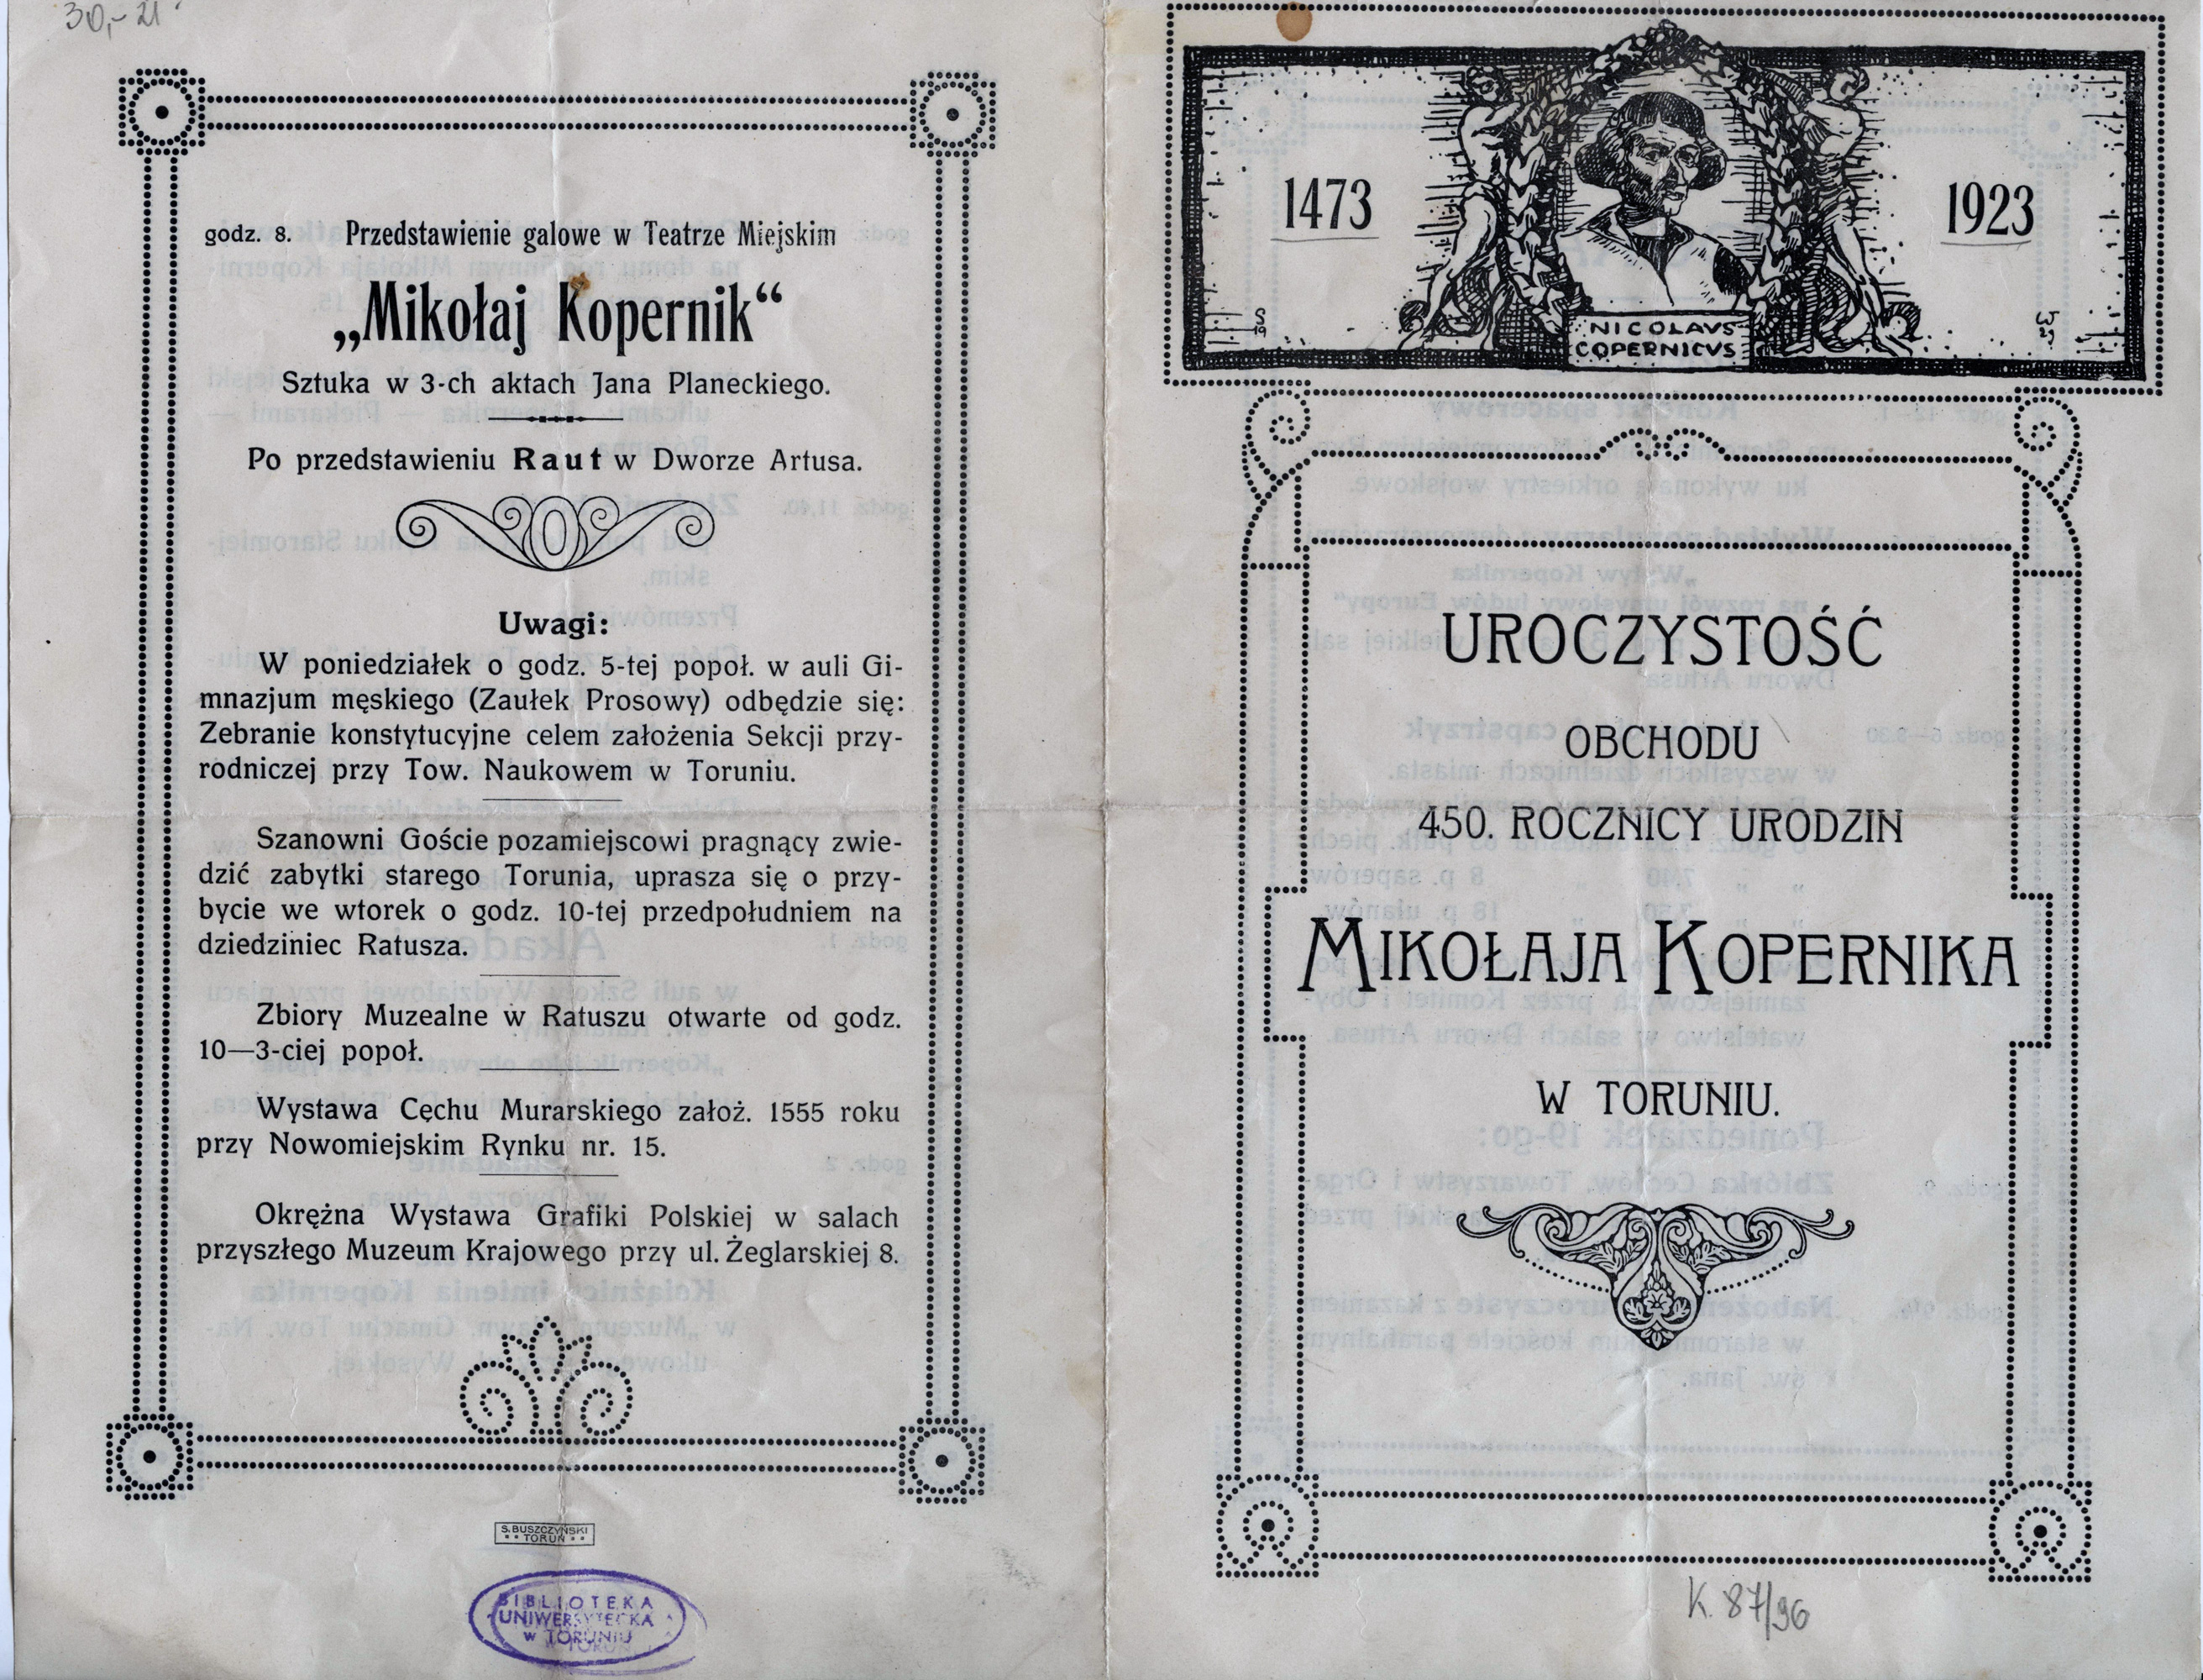 30,- zł
godz. 8. Przedstawienie galowe w Teatrze Miejskim
„Mikołaj Kopernik“
Sztuka w 3-ch aktach Jana Planeckiego.
Po przedstawieniu Raut w Dworze Artusa.
Uwagi:
W poniedziałek o godz. 5-tej popoł. w auli Gi-
mnazjum męskiego (Zaułek Prosowy) odbędzie się:
Zebranie konstytucyjne celem założenia Sekcji przy-
rodniczej przy Tow. Naukowem w Toruniu.
Szanowni Goście pozamiejscowi pragnący zwie-
dzić zabytki starego Torunia, uprasza się o przy-
bycie we wtorek o godz. 10-tej przedpołudniem na
dziedziniec Ratusza.
Zbiory Muzealne w Ratuszu otwarte od godz.
10—3-ciej popoł.
Wystawa Cęchu Murarskiego założ. 1555 roku
przy Nowomiejskim Rynku nr. 15.
Okrężna Wystawa Grafiki Polskiej w salach
przyszłego Muzeum Krajowego przy ul. Żeglarskiej 8.
S. BUSZCZYŃSKI
TORUŃ
BIBLIOTEKA
UNIWERSYTECKA
w TORUNIU
1473
1923
NICOLAVS
COPERNICVS
UROCZYSTOŚĆ
OBCHODU
450. ROCZNICY URODZIN
MIKOŁAJA KOPERNIKA
W TORUNIU.
K. 87/96